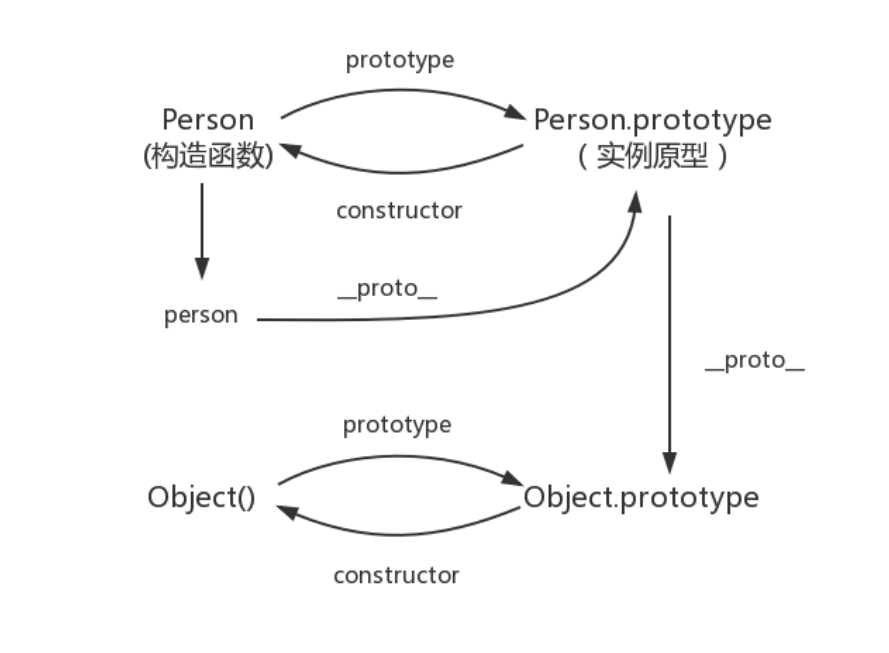 prototype
Person
Person.prototype
(构造函数)
（实例原型）
constructor
__proto__
person
__proto__
prototype
Object()
Object.prototype
constructor